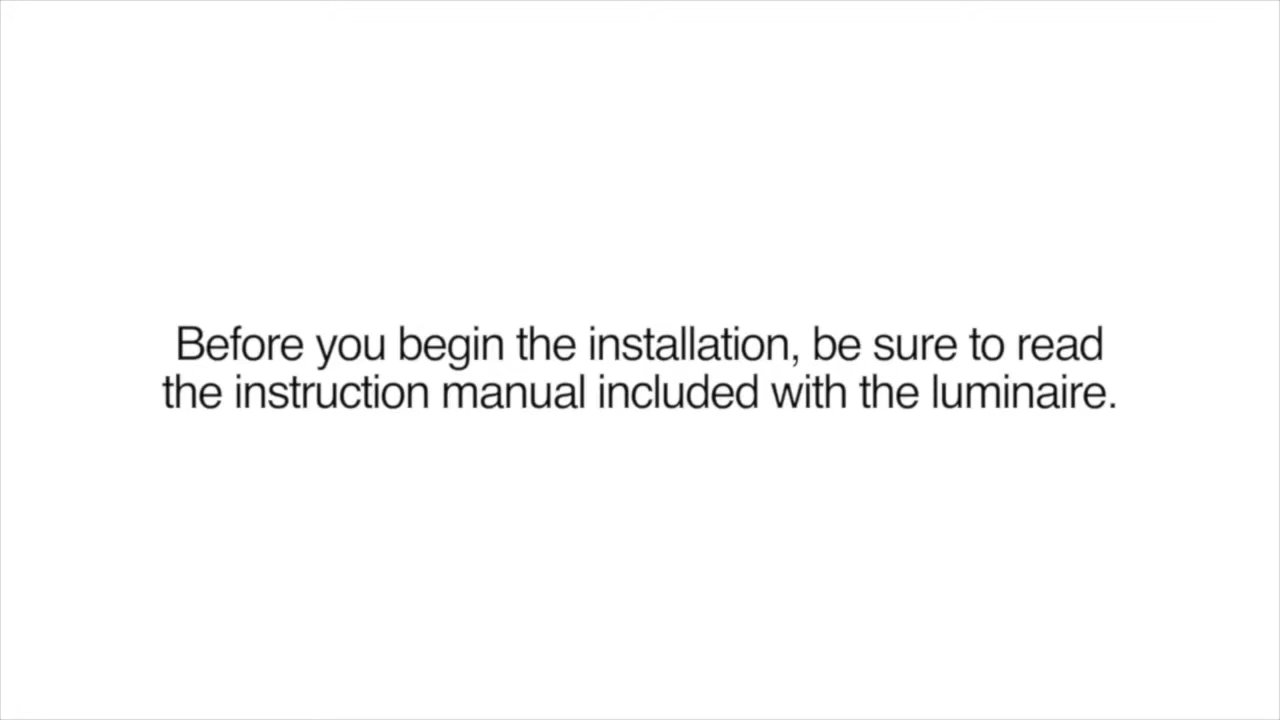 Before you begin the installation, be sure to read
the instruction manual included with the luminaire.